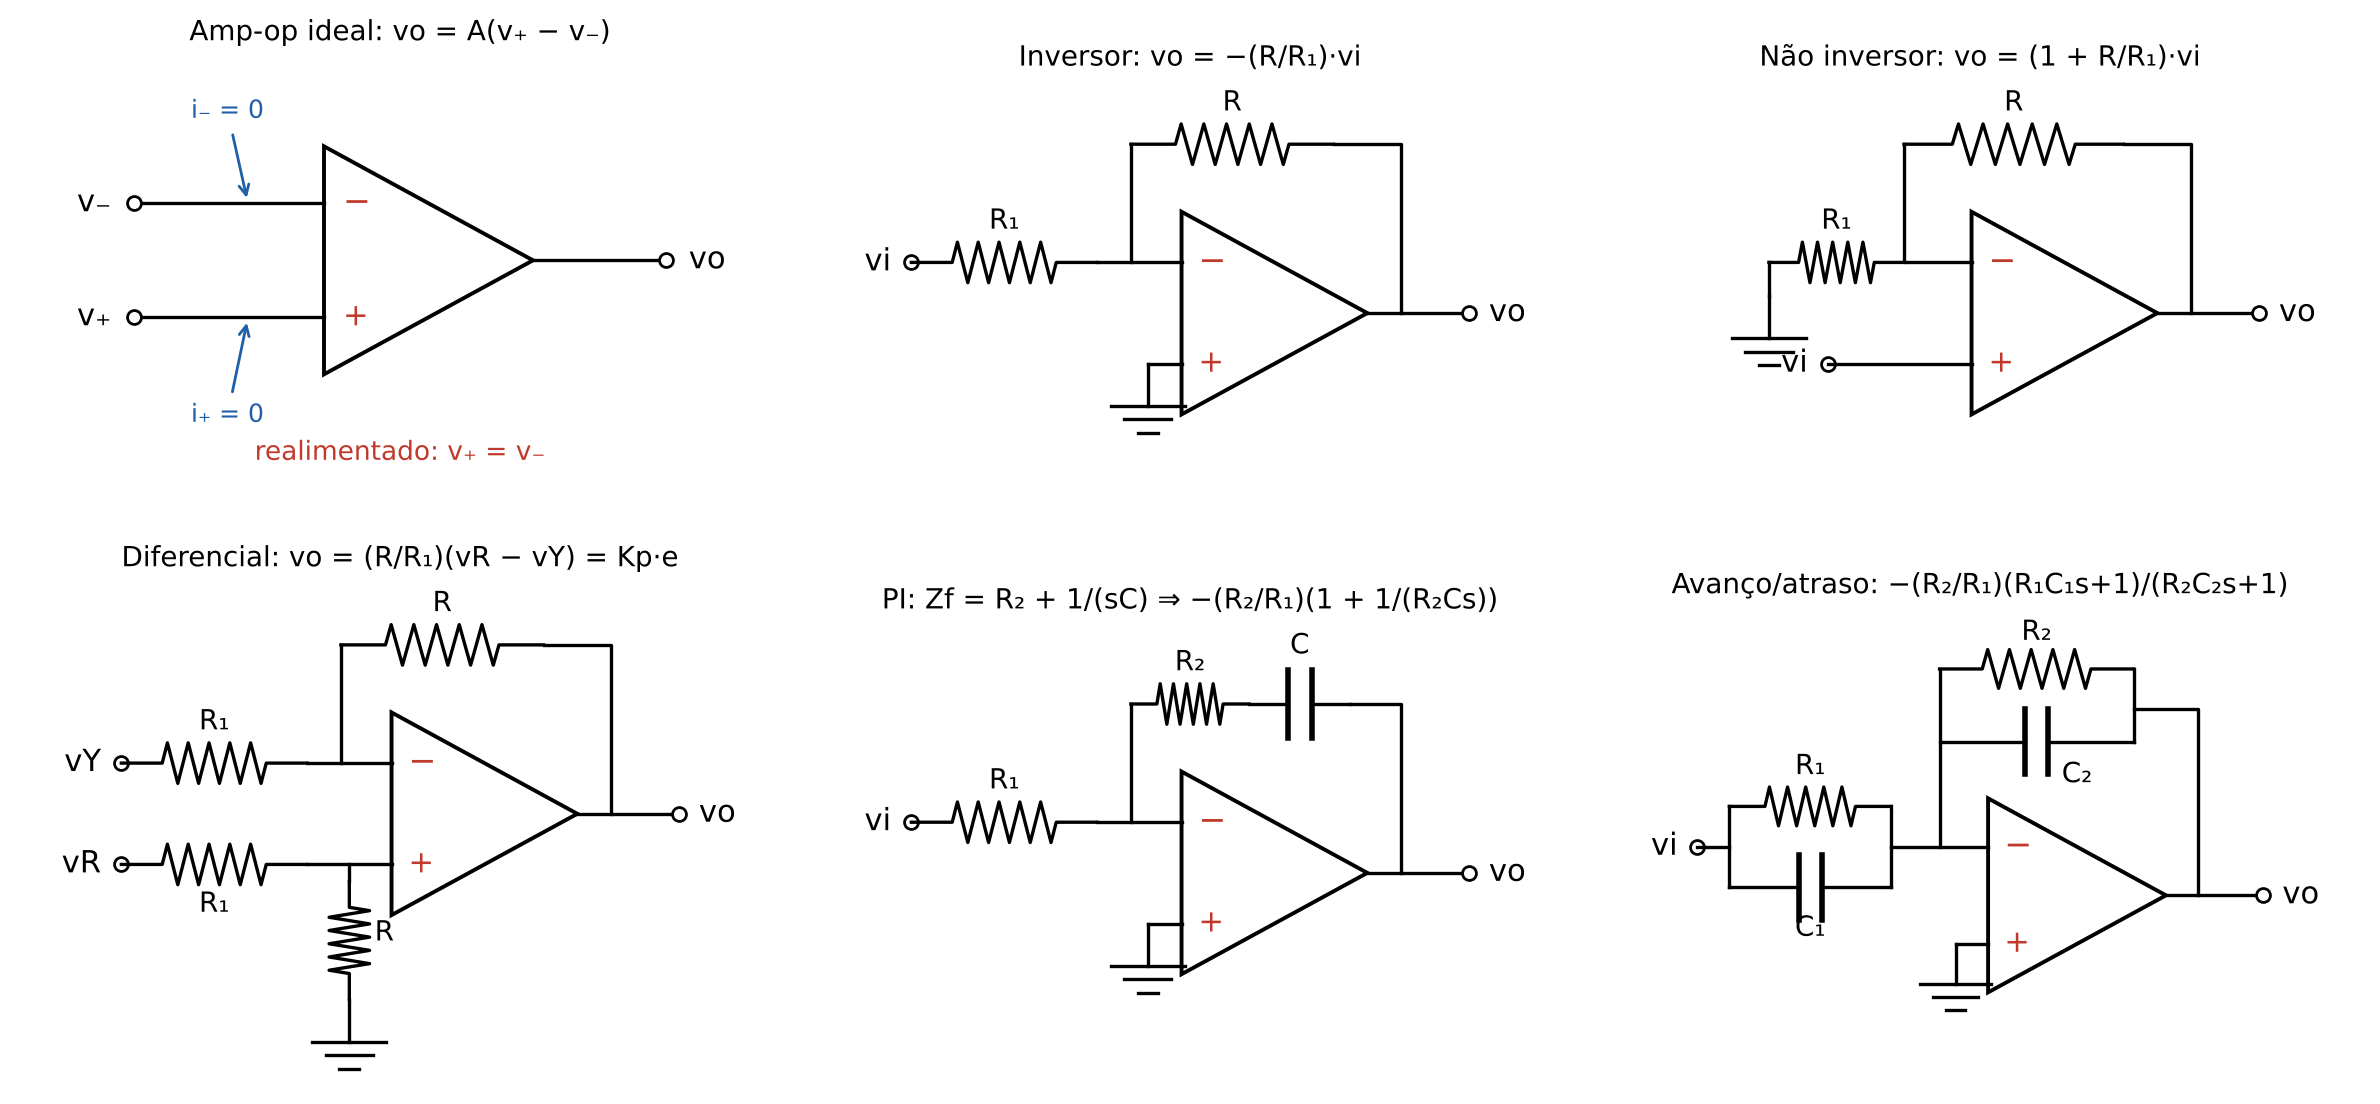 Amp-op ideal: vo = A(v₊ − v₋)
i₋ = 0
v₋
−
vo
v₊
+
i₊ = 0
realimentado: v₊ = v₋
Inversor: vo = −(R/R₁)·vi
R
R₁
vi
−
vo
+
Não inversor: vo = (1 + R/R₁)·vi
R
R₁
−
vo
vi
+
Diferencial: vo = (R/R₁)(vR − vY) = Kp·e
R
R₁
vY
−
vo
vR
+
R₁
R
PI: Zf = R₂ + 1/(sC) ⇒ −(R₂/R₁)(1 + 1/(R₂Cs))
C
R₂
R₁
vi
−
vo
+
Avanço/atraso: −(R₂/R₁)(R₁C₁s+1)/(R₂C₂s+1)
R₂
C₂
R₁
vi
−
vo
C₁
+